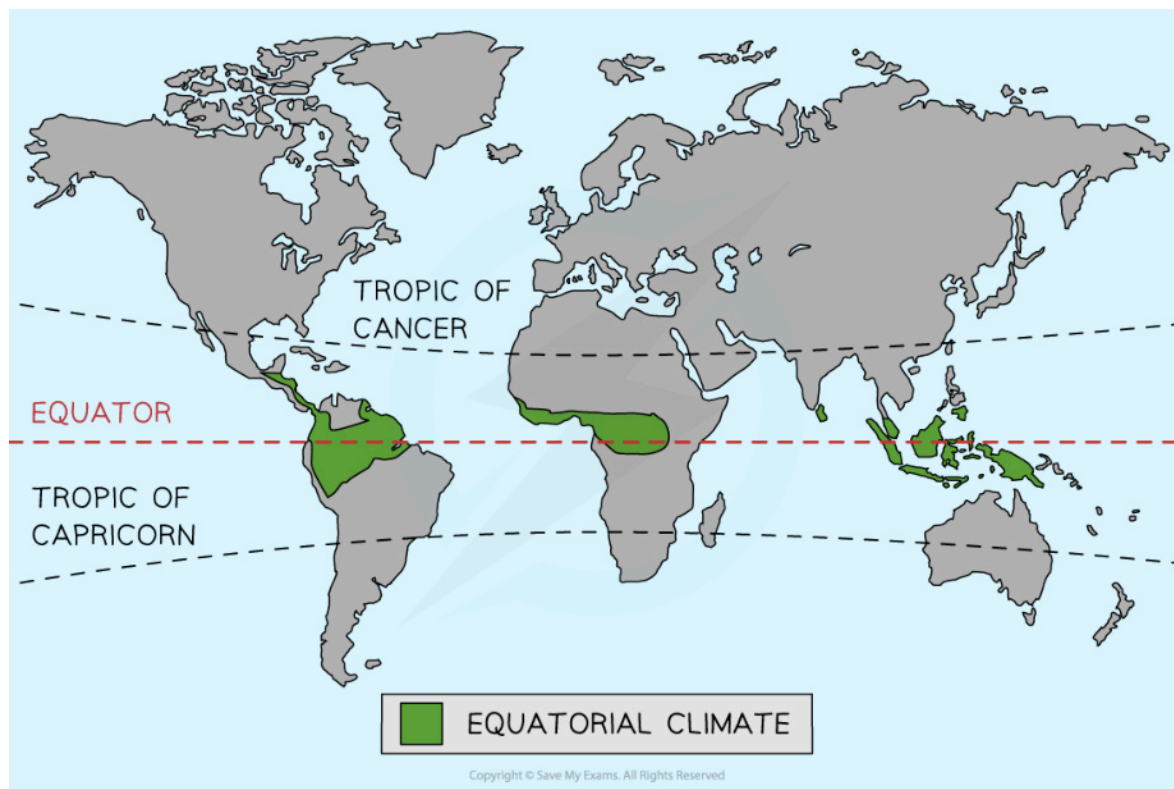 TROPIC OF
CANCER
EQUATOR
TROPIC OF
CAPRICORN
EQUATORIAL CLIMATE
Copyright © Save My Exams. All Rights Reserved